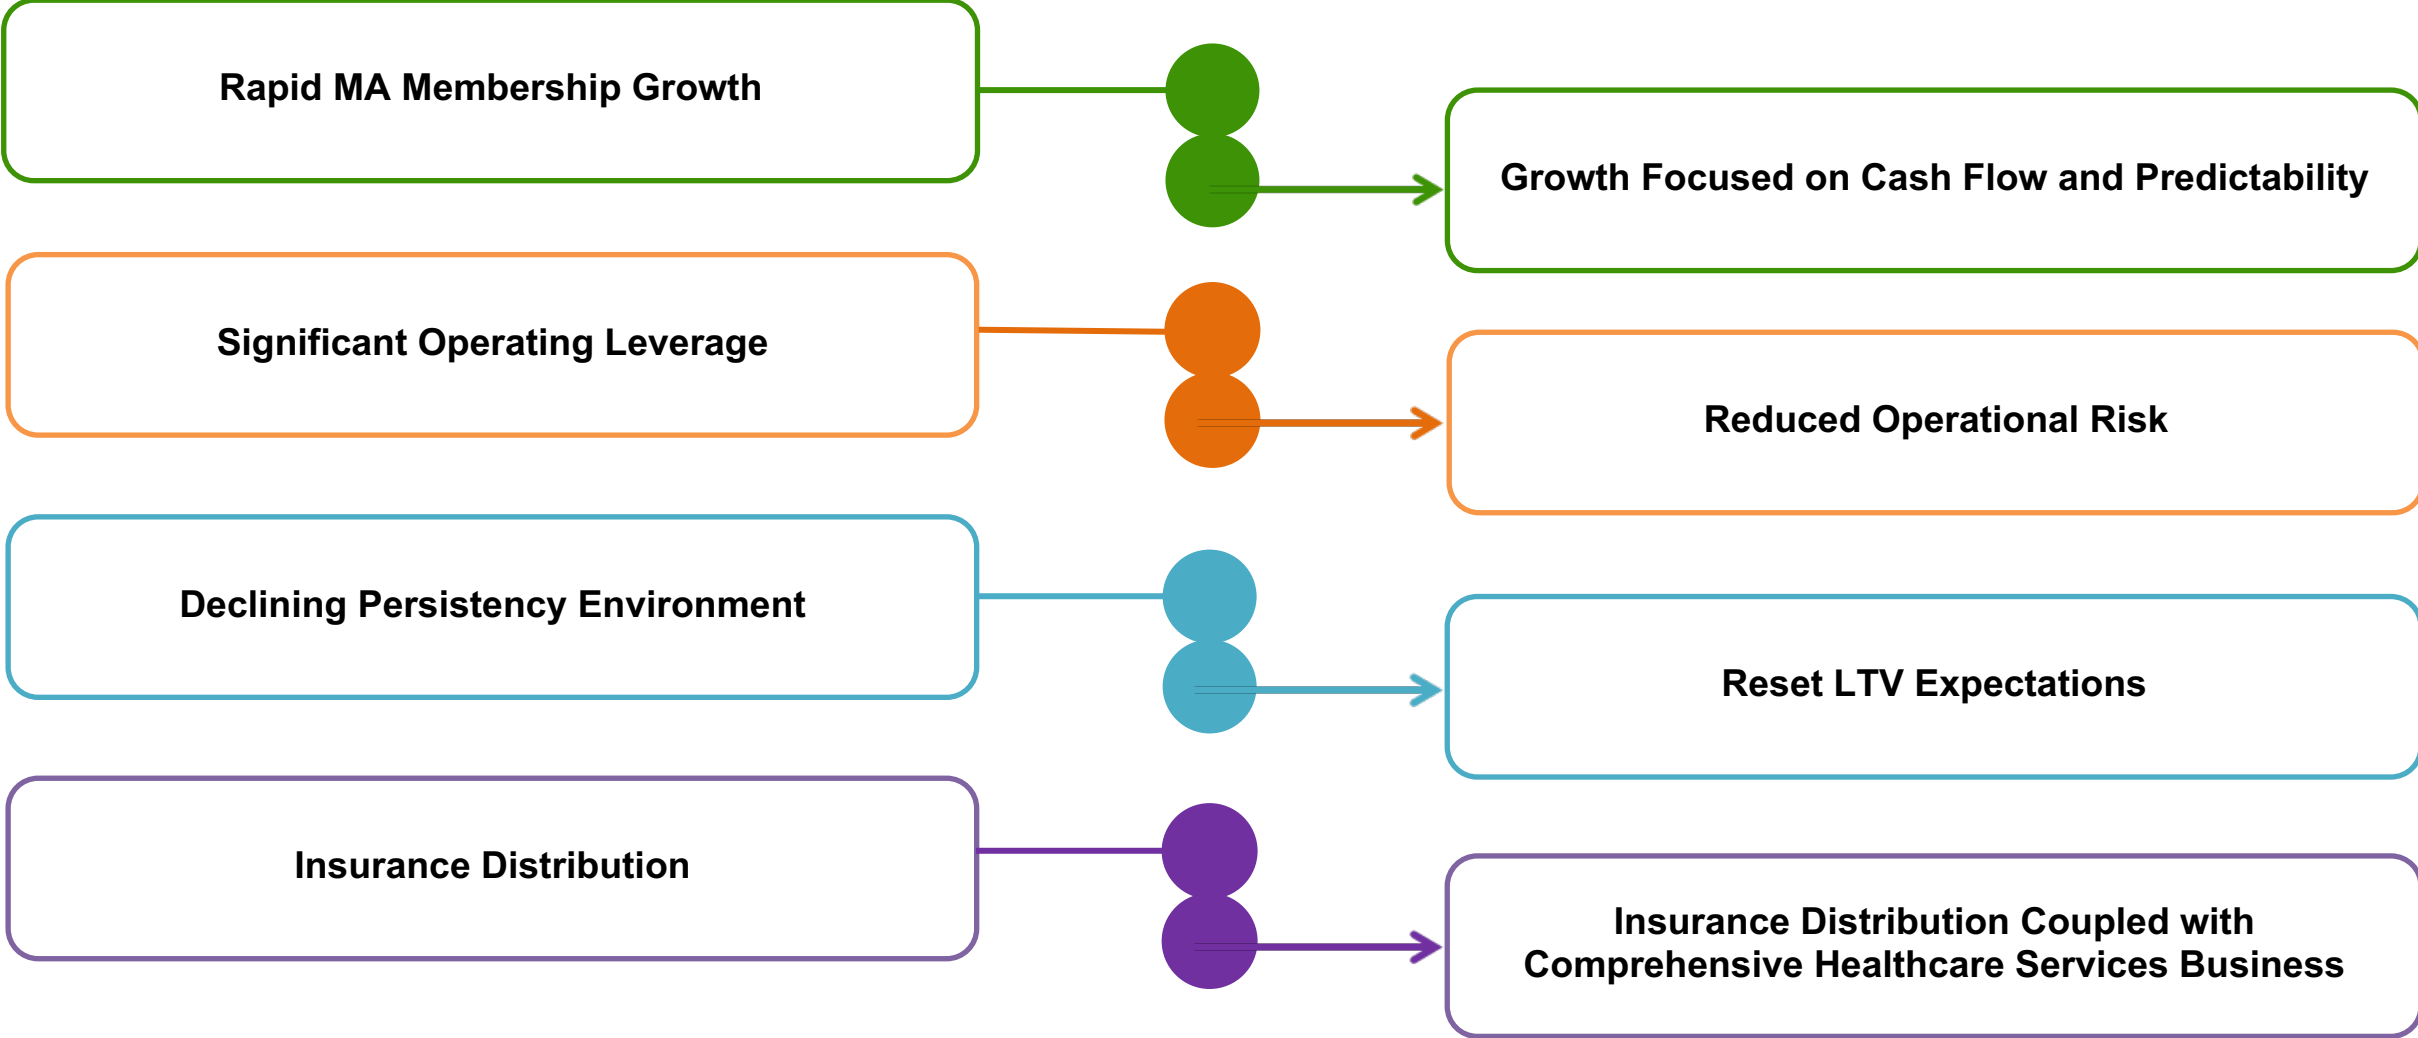 Rapid MA Membership Growth
Growth Focused on Cash Flow and Predictability
Significant Operating Leverage
Reduced Operational Risk
Declining Persistency Environment
Reset LTV Expectations
Insurance Distribution
Insurance Distribution Coupled with
Comprehensive Healthcare Services Business